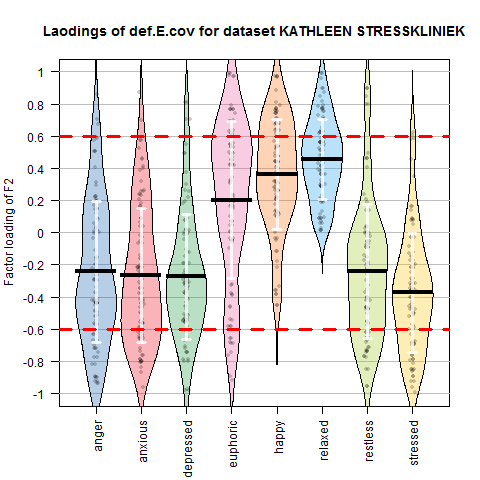 Laodings of def.E.cov for dataset KATHLEEN STRESSKLINIEK
Factor loading of F2
1
0.8
0.6
0.4
0.2
0
-0.2
-0.4
-0.6
-0.8
-1
anger
anxious
depressed
euphoric
happy
relaxed
restless
stressed